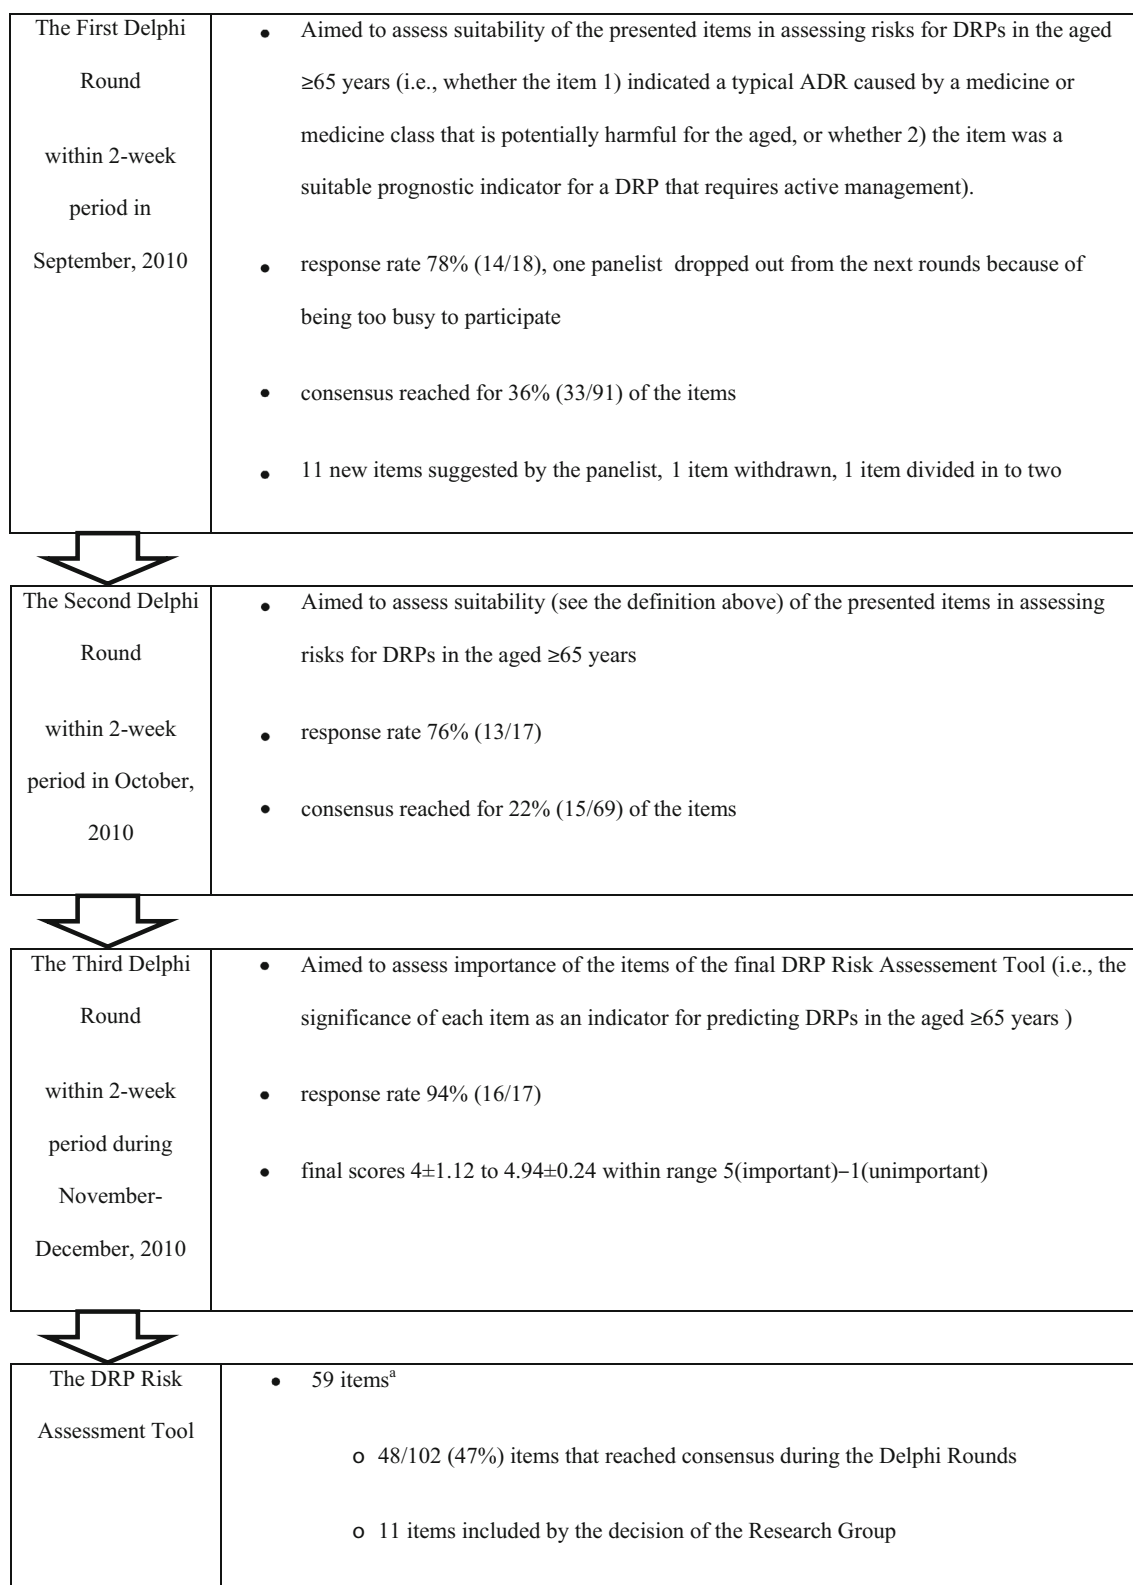 The First Delphi
Round
within 2-week
period in
September, 2010
• Aimed to assess suitability of the presented items in assessing risks for DRPs in the aged
≥65 years (i.e., whether the item 1) indicated a typical ADR caused by a medicine or
medicine class that is potentially harmful for the aged, or whether 2) the item was a
suitable prognostic indicator for a DRP that requires active management).
• response rate 78% (14/18), one panelist dropped out from the next rounds because of
being too busy to participate
• consensus reached for 36% (33/91) of the items
• 11 new items suggested by the panelist, 1 item withdrawn, 1 item divided in to two
The Second Delphi
Round
within 2-week
period in October,
2010
• Aimed to assess suitability (see the definition above) of the presented items in assessing
risks for DRPs in the aged ≥65 years
• response rate 76% (13/17)
• consensus reached for 22% (15/69) of the items
The Third Delphi
Round
within 2-week
period during
November-
December, 2010
• Aimed to assess importance of the items of the final DRP Risk Assessement Tool (i.e., the
significance of each item as an indicator for predicting DRPs in the aged ≥65 years )
• response rate 94% (16/17)
• final scores 4±1.12 to 4.94±0.24 within range 5(important)−1(unimportant)
The DRP Risk
Assessment Tool
• 59 itemsᵃ
o 48/102 (47%) items that reached consensus during the Delphi Rounds
o 11 items included by the decision of the Research Group